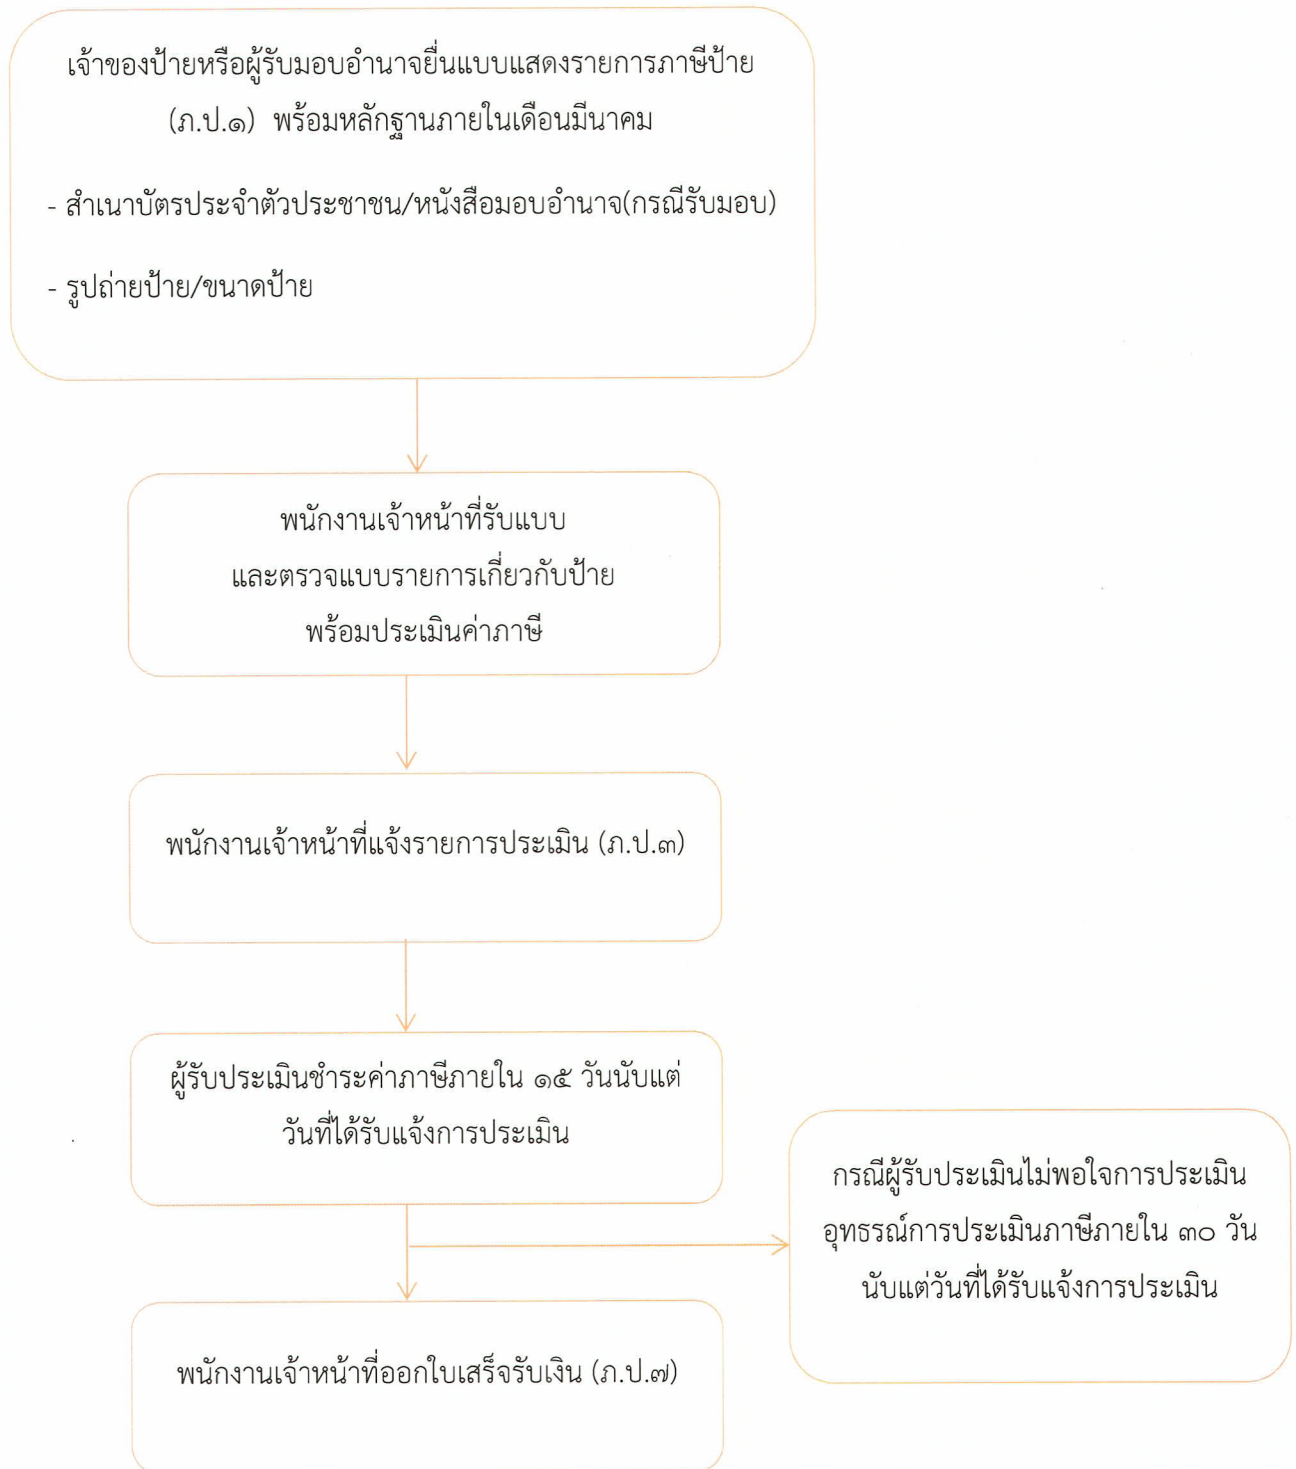 เจ้าของป้ายหรือผู้รับมอบอำนาจยื่นแบบแสดงรายการภาษีป้าย
(ภ.ป.๑) พร้อมหลักฐานภายในเดือนมีนาคม
- สำเนาบัตรประจำตัวประชาชน/หนังสือมอบอำนาจ(กรณีรับมอบ)
- รูปถ่ายป้าย/ขนาดป้าย
พนักงานเจ้าหน้าที่รับแบบ
และตรวจแบบรายการเกี่ยวกับป้าย
พร้อมประเมินค่าภาษี
พนักงานเจ้าหน้าที่แจ้งรายการประเมิน (ภ.ป.๓)
ผู้รับประเมินชำระค่าภาษีภายใน ๑๕ วันนับแต่
วันที่ได้รับแจ้งการประเมิน
กรณีผู้รับประเมินไม่พอใจการประเมิน
อุทธรณ์การประเมินภาษีภายใน ๓๐ วัน
นับแต่วันที่ได้รับแจ้งการประเมิน
พนักงานเจ้าหน้าที่ออกใบเสร็จรับเงิน (ภ.ป.๗)